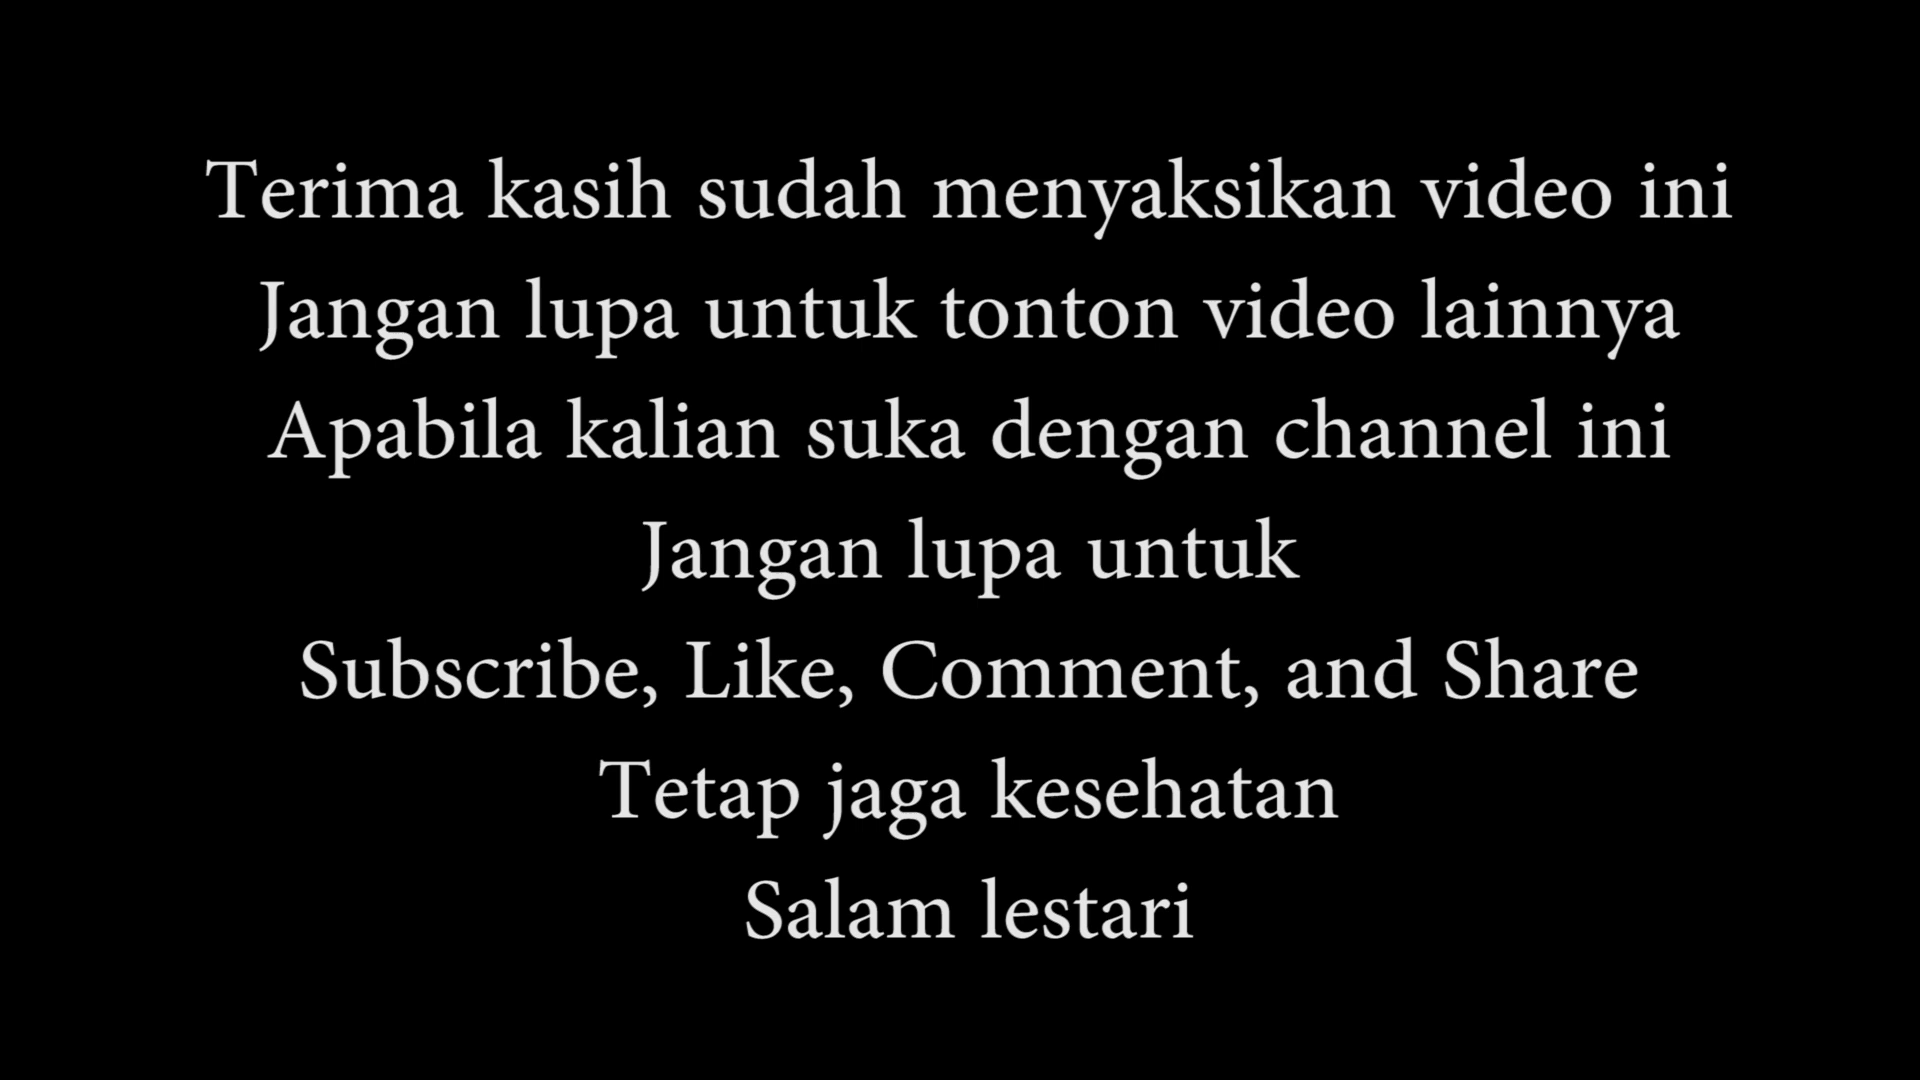 Terima kasih sudah menyaksikan video ini
Jangan lupa untuk tonton video lainnya
Apabila kalian suka dengan channel ini
Jangan lupa untuk
Subscribe, Like, Comment, and Share
Tetap jaga kesehatan
Salam lestari